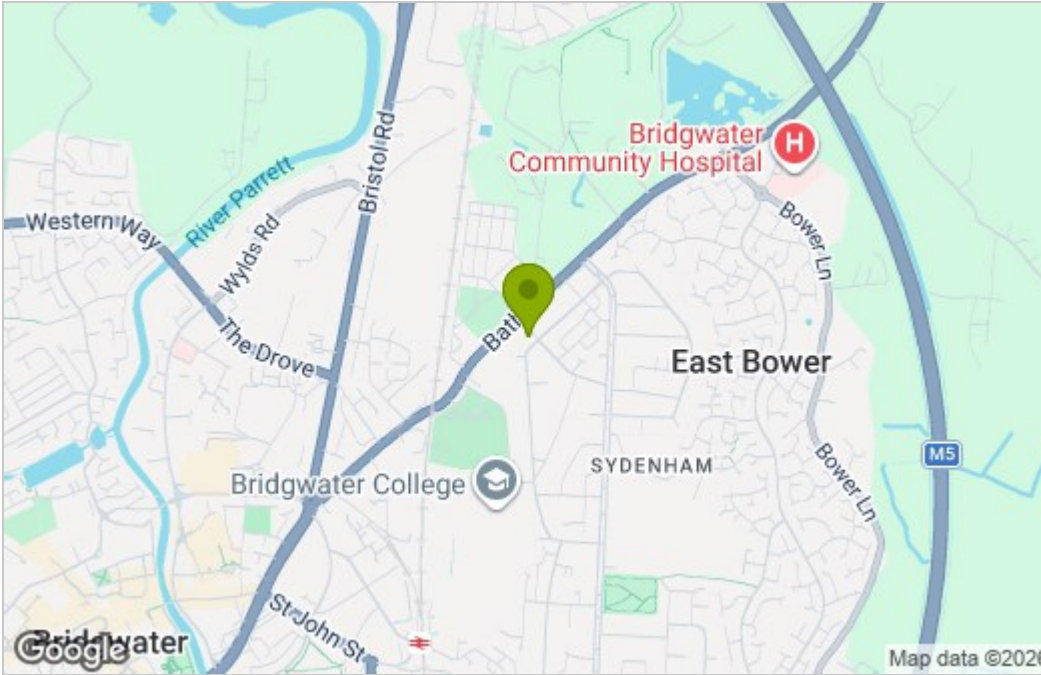 Bridgwater
Community Hospital
H
Bristol Rd
River Parrett
Western Way
Wylds Rd
Bower Ln
Bath
The Drove
East Bower
SYDENHAM
M5
Bridgwater College
Bower Ln
St John St
Bridgwater
Google
Map data ©2026